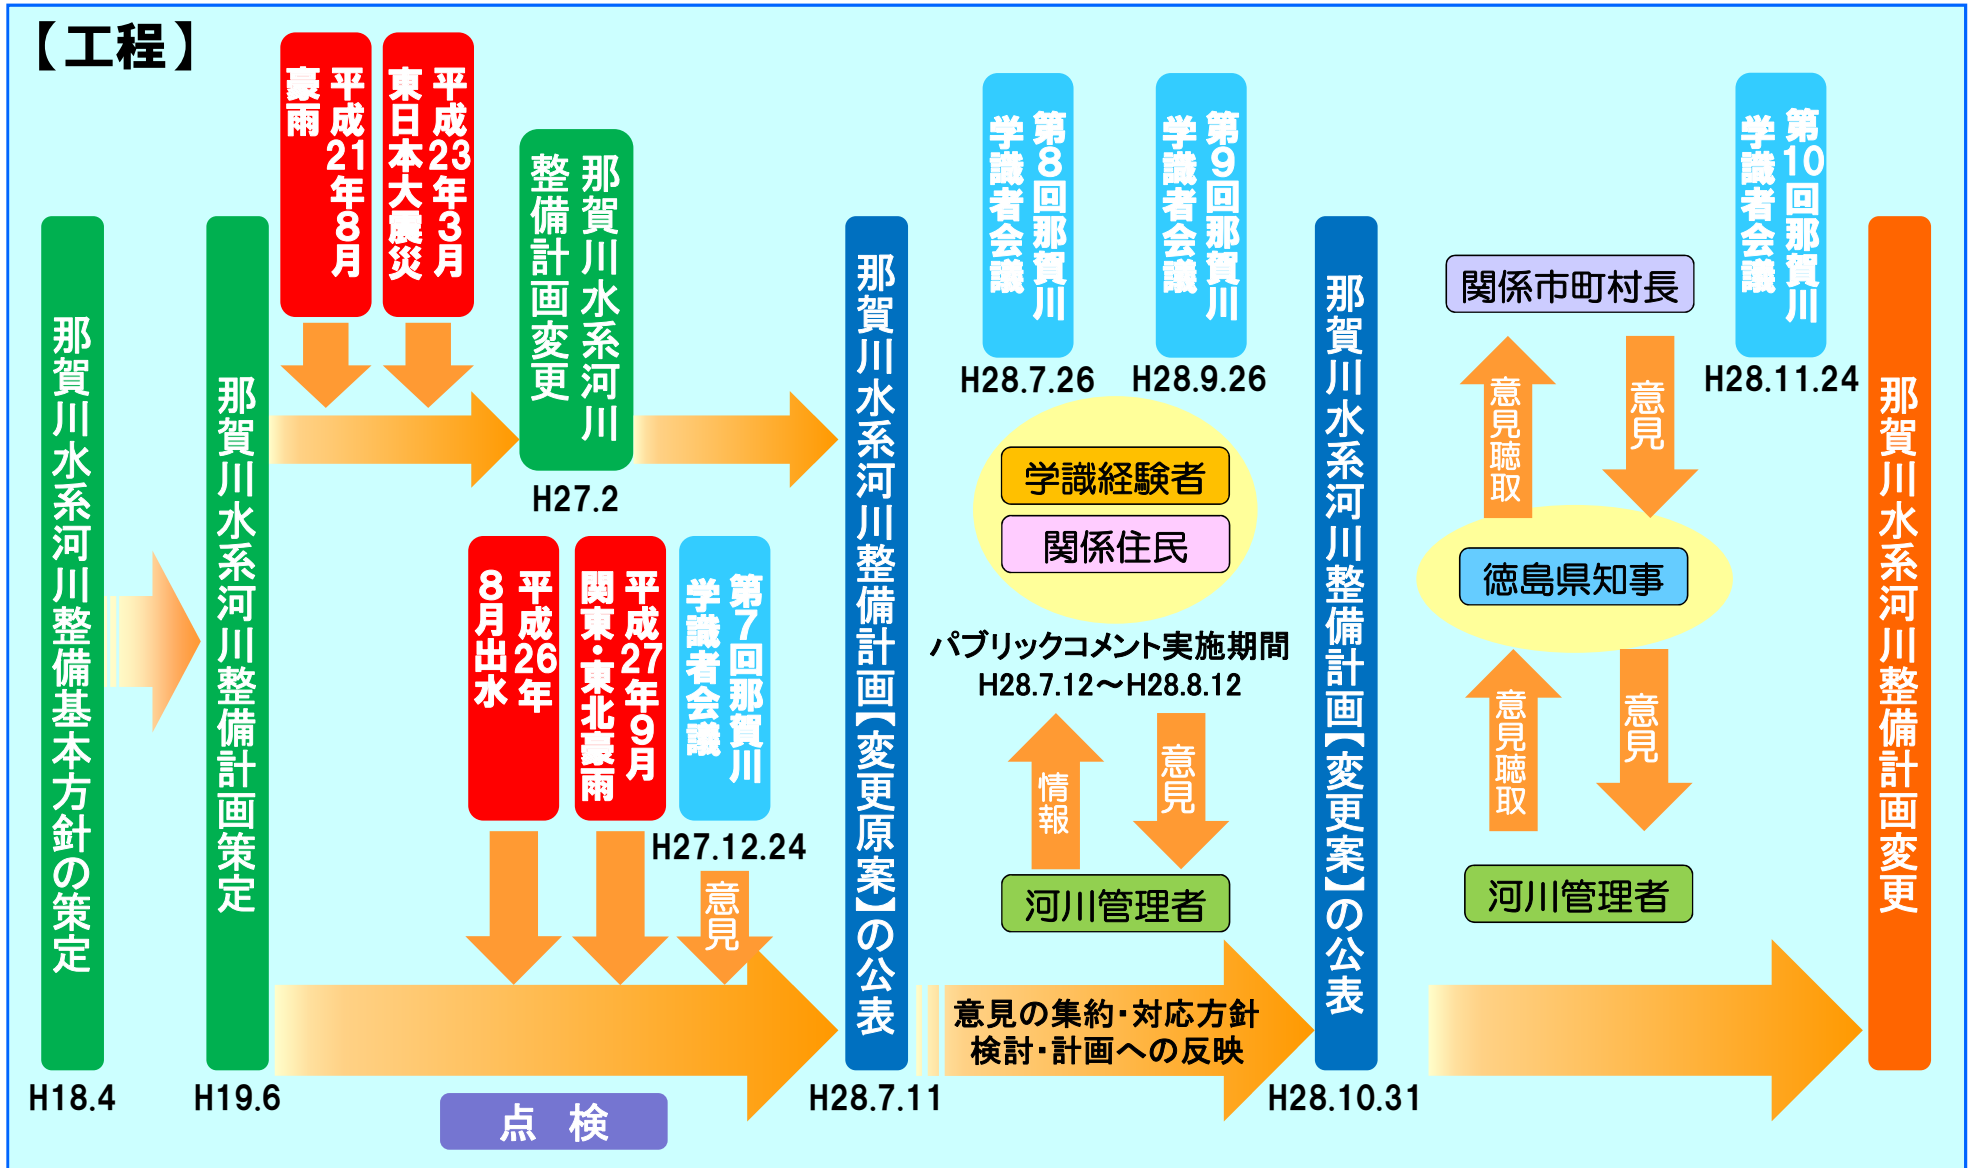 【工程】
那賀川水系河川整備基本方針の策定
H18.4
那賀川水系河川整備計画策定
H19.6
平成21年8月
豪雨
平成23年3月
東日本大震災
那賀川水系河川
整備計画変更
H27.2
平成26年
8月出水
平成27年9月
関東・東北豪雨
第7回那賀川
学識者会議
H27.12.24
意見
点 検
那賀川水系河川整備計画【変更原案】の公表
H28.7.11
第8回那賀川
学識者会議
H28.7.26
第9回那賀川
学識者会議
H28.9.26
学識経験者
関係住民
パブリックコメント実施期間
H28.7.12～H28.8.12
情報
意見
河川管理者
意見の集約・対応方針
検討・計画への反映
那賀川水系河川整備計画【変更案】の公表
H28.10.31
関係市町村長
意見聴取
意見
徳島県知事
意見聴取
意見
河川管理者
第10回那賀川
学識者会議
H28.11.24
那賀川水系河川整備計画変更